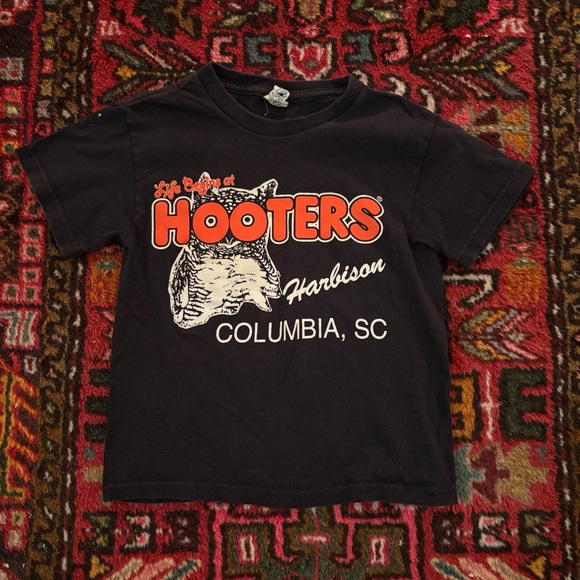 Life Begins at
HOOTERS®
Harbison
COLUMBIA, SC